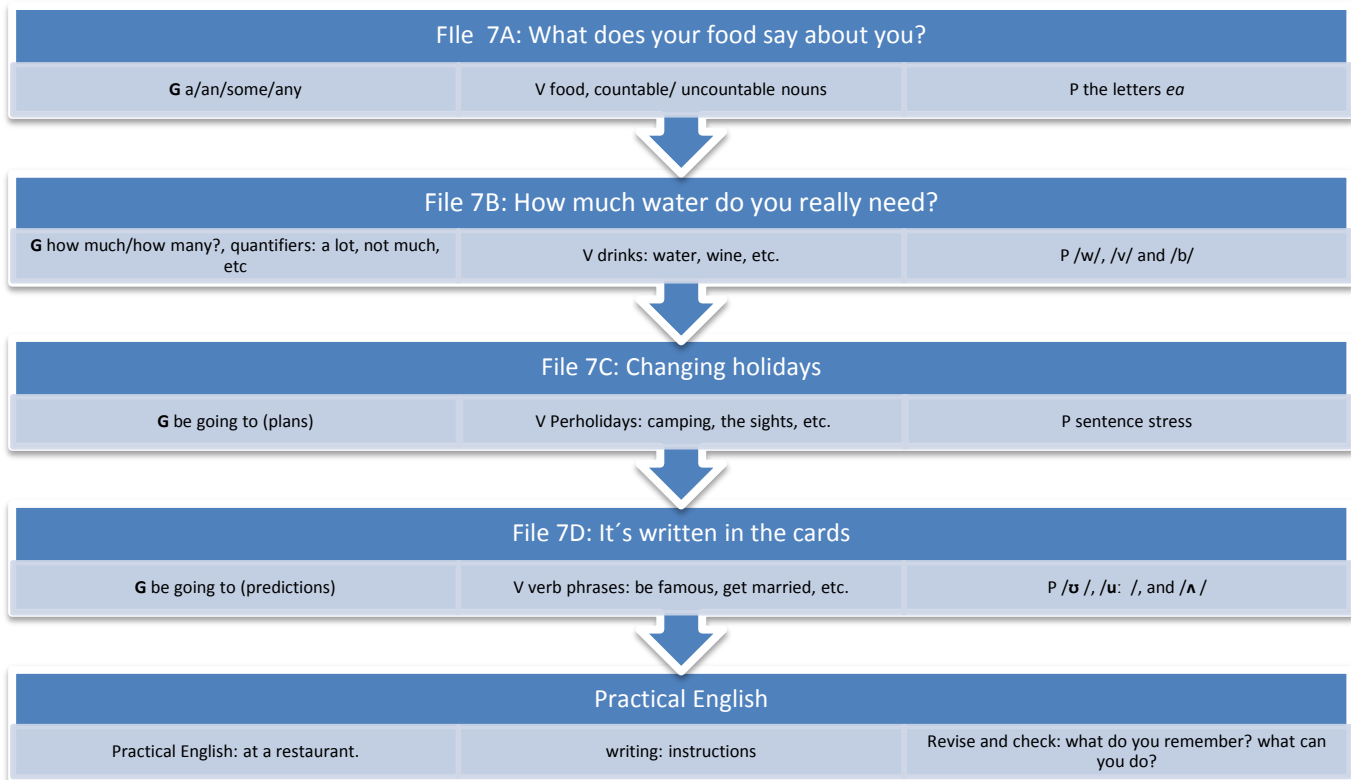 FIle  7A: What does your food say about you?
G a/an/some/any
V food, countable/ uncountable nouns
P the letters ea
File 7B: How much water do you really need?
G how much/how many?, quantifiers: a lot, not much,
etc
V drinks: water, wine, etc.
P /w/, /v/ and /b/
File 7C: Changing holidays
G be going to (plans)
V Perholidays: camping, the sights, etc.
P sentence stress
File 7D: It´s written in the cards
G be going to (predictions)
V verb phrases: be famous, get married, etc.
P /ʊ /, /uː /, and /ʌ /
Practical English
Practical English: at a restaurant.
writing: instructions
Revise and check: what do you remember? what can
you do?